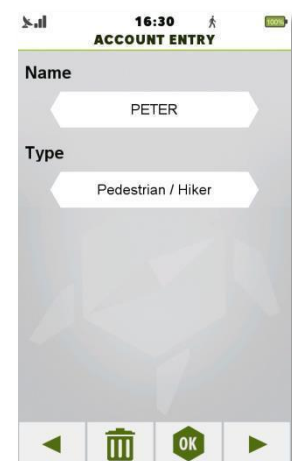 16:30
100%
ACCOUNT ENTRY
Name
PETER
Type
Pedestrian / Hiker
OK